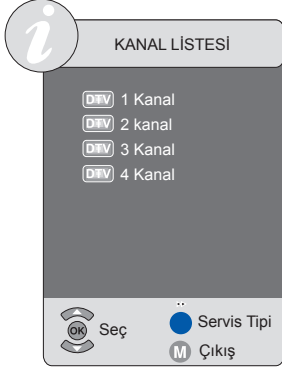 i
KANAL LİSTESİ
DTV 1 Kanal
DTV 2 kanal
DTV 3 Kanal
DTV 4 Kanal
OK Seç
Servis Tipi
M Çıkış